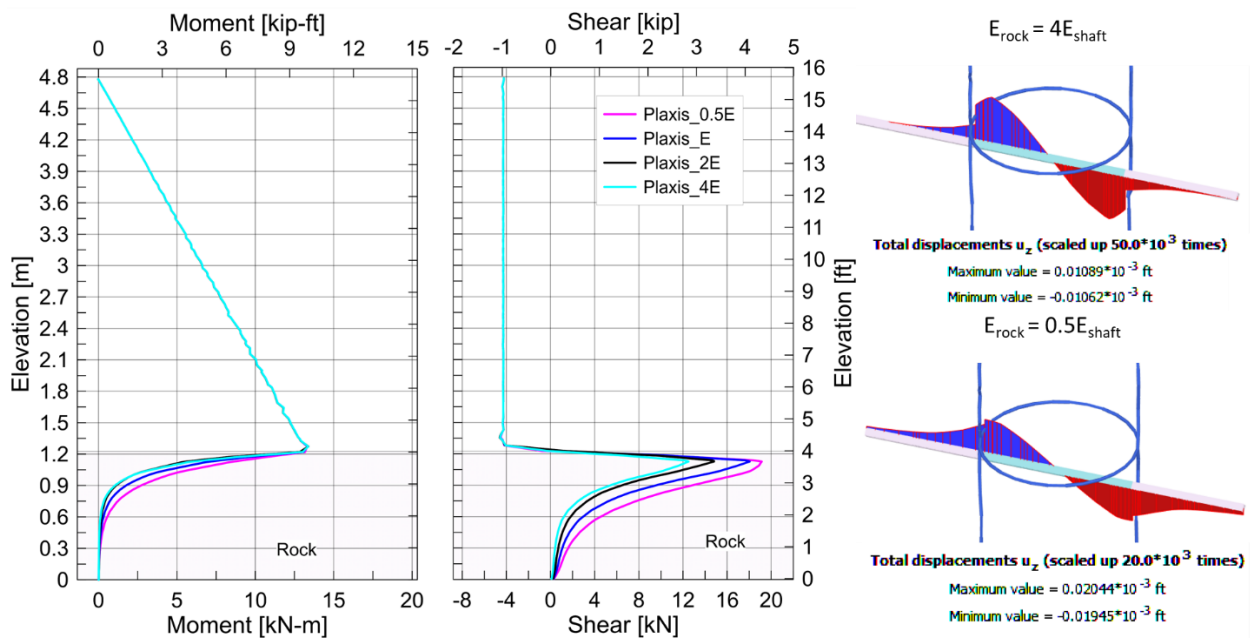 Moment [kip-ft]
0 3 6 9 12 15
4.8
4.5
4.2
3.9
3.6
3.3
3
2.7
2.4
2.1
1.8
1.5
1.2
0.9
0.6
0.3
0
Elevation [m]
Rock
0 5 10 15 20
Moment [kN-m]
Shear [kip]
-2 -1 0 1 2 3 4 5
Plaxis_0.5E
Plaxis_E
Plaxis_2E
Plaxis_4E
16
15
14
13
12
11
10
9
8
7
6
5
4
3
2
1
0
Elevation [ft]
Rock
-8 -4 0 4 8 12 16 20
Shear [kN]
E_rock = 4E_shaft
Total displacements u_z (scaled up 50.0*10^3 times)
Maximum value = 0.01089*10^-3 ft
Minimum value = -0.01062*10^-3 ft
E_rock = 0.5E_shaft
Total displacements u_z (scaled up 20.0*10^3 times)
Maximum value = 0.02044*10^-3 ft
Minimum value = -0.01945*10^-3 ft